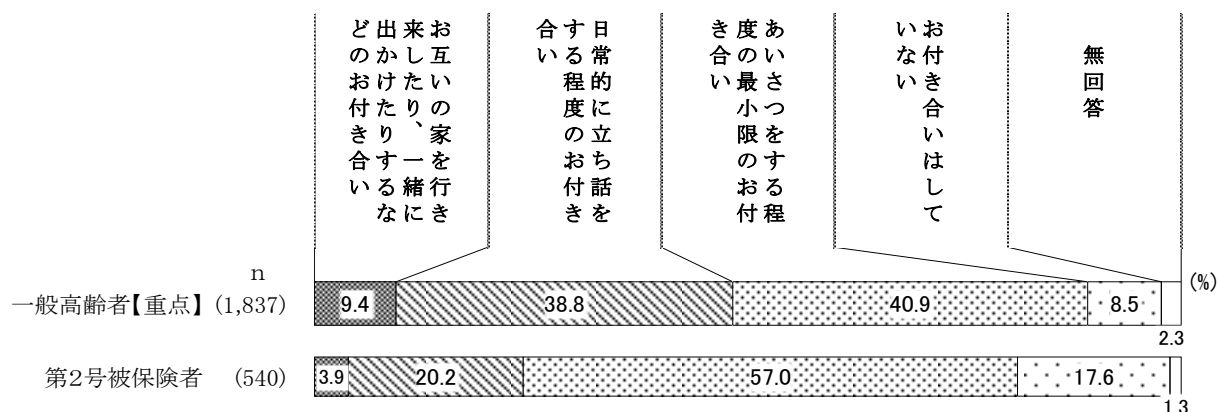 お互いの家を行き
来したり、一緒に
出かけたりするな
どのお付き合い
日常的に立ち話を
する程度のお付き
合い
あいさつをする程
度の最小限のお付
き合い
お付き合いはして
いない
無回答
n
(%)
一般高齢者【重点】 (1,837)
9.4
38.8
40.9
8.5
2.3
第2号被保険者 (540)
3.9
20.2
57.0
17.6
1.3